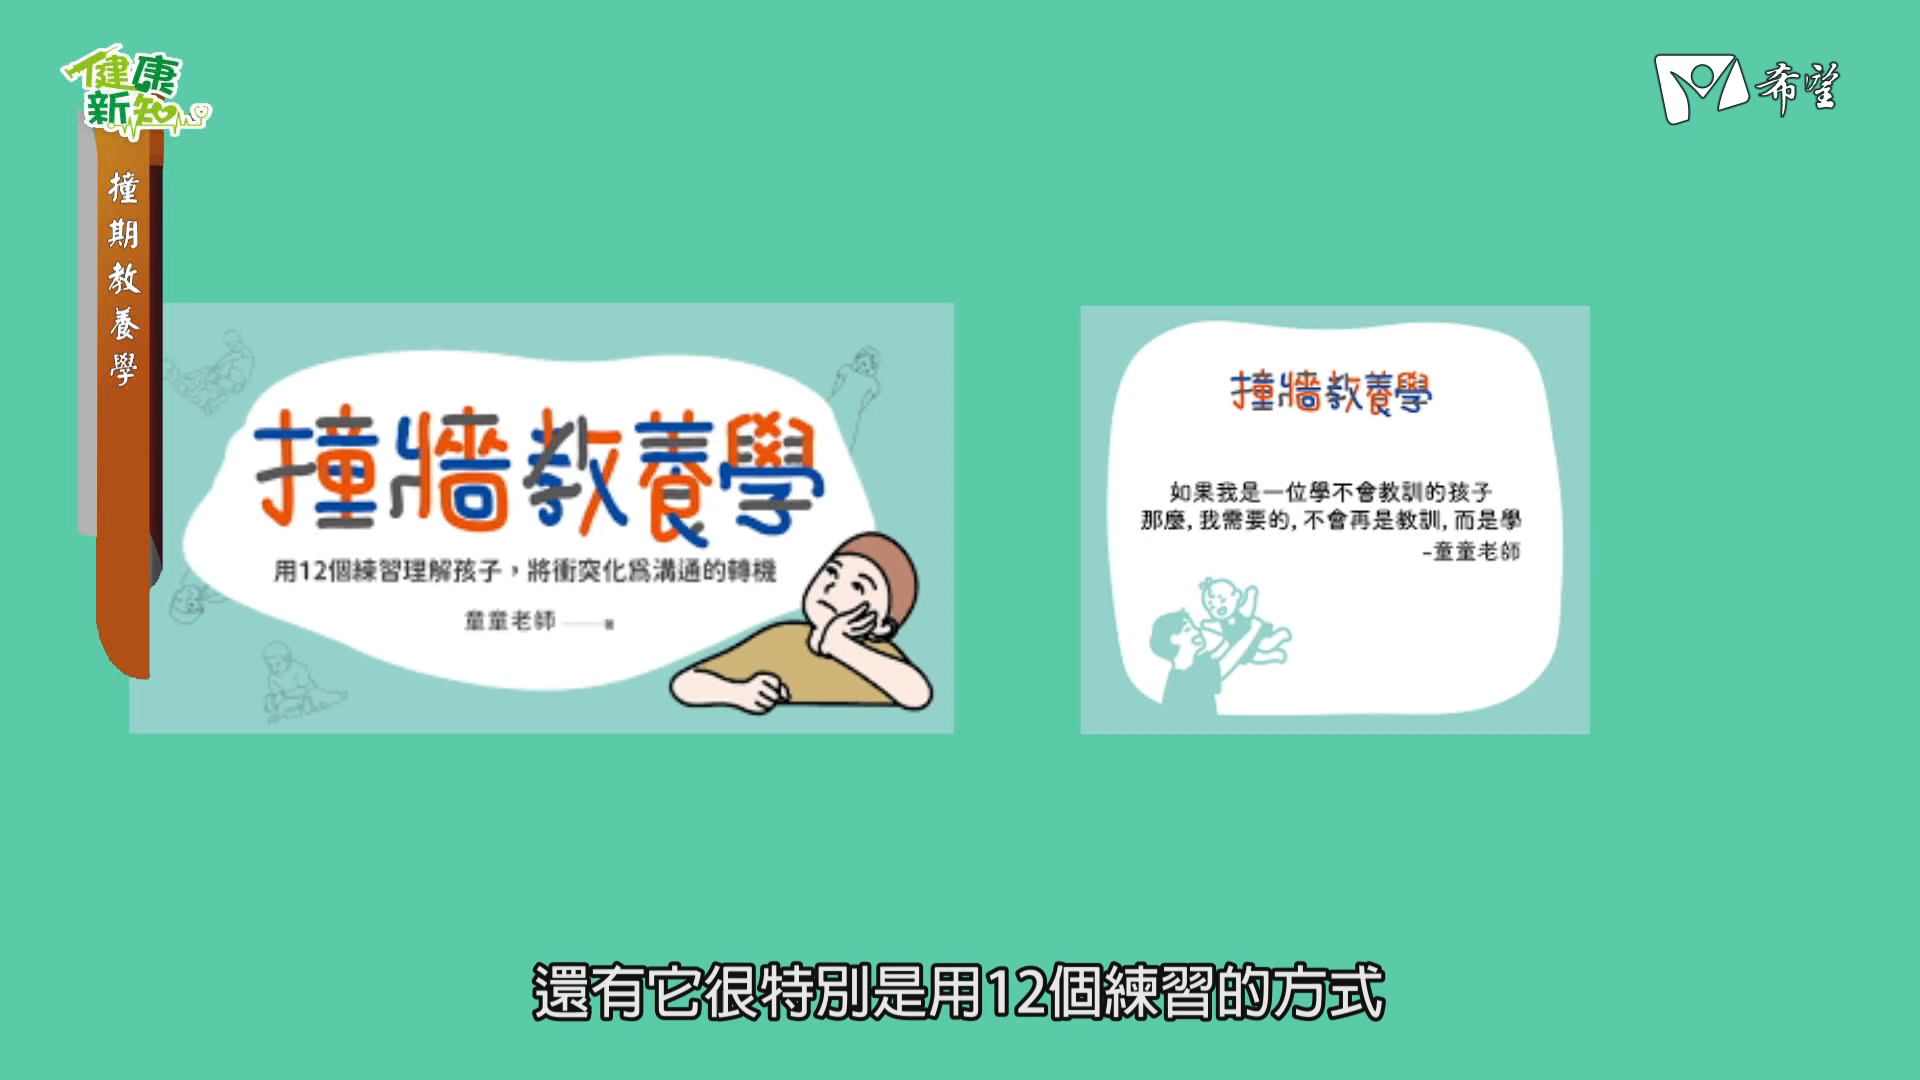 健康
新知
希望
撞期教養學
撞牆教養學
用12個練習理解孩子，將衝突化爲溝通的轉機
童童老師——著
撞牆教養學
如果我是一位學不會教訓的孩子
那麼,我需要的,不會再是教訓,而是學
-童童老師
還有它很特別是用12個練習的方式